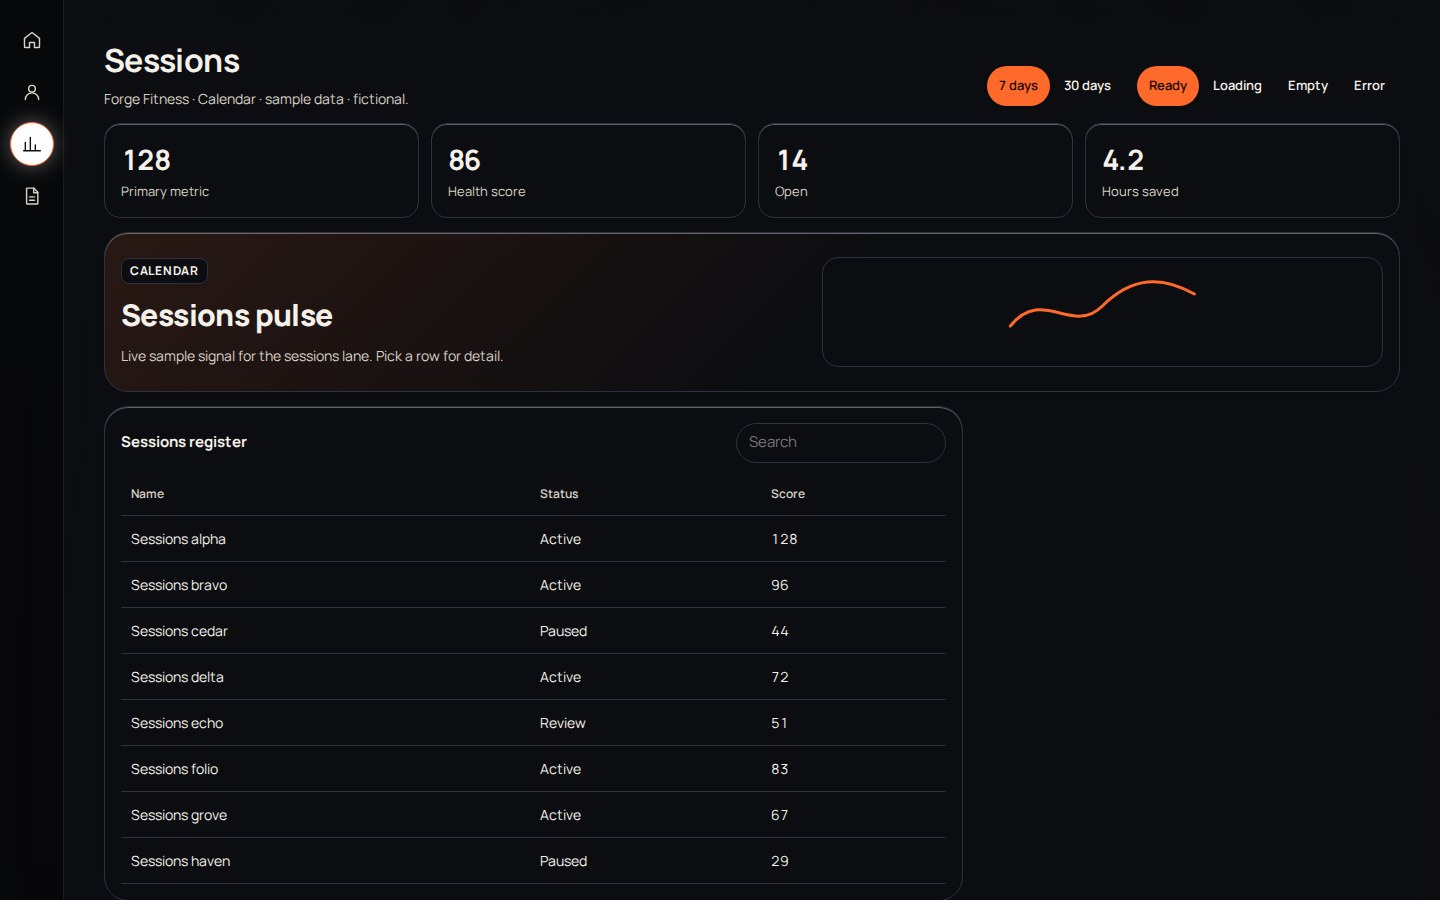 Sessions
Forge Fitness · Calendar · sample data · fictional.
7 days 30 days Ready Loading Empty Error
128
Primary metric
86
Health score
14
Open
4.2
Hours saved
CALENDAR
Sessions pulse
Live sample signal for the sessions lane. Pick a row for detail.
Sessions register
Search
Name Status Score
Sessions alpha Active 128
Sessions bravo Active 96
Sessions cedar Paused 44
Sessions delta Active 72
Sessions echo Review 51
Sessions folio Active 83
Sessions grove Active 67
Sessions haven Paused 29